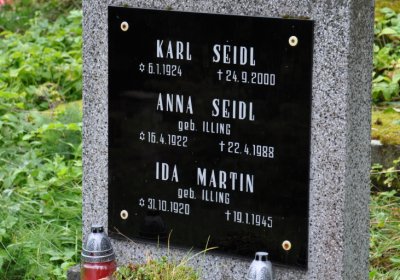 KARL SEIDL
✡ 6.1.1924 † 24.9.2000
ANNA SEIDL
geb. ILLING
✡ 16.4.1922 † 22.4.1988
IDA MARTIN
geb. ILLING
✡ 31.10.1920 † 19.1.1945